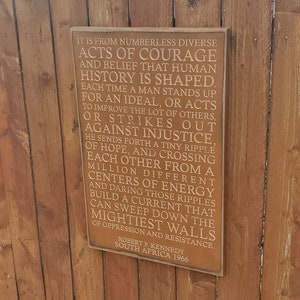 IT IS FROM NUMBERLESS DIVERSE
ACTS OF COURAGE
AND BELIEF THAT HUMAN
HISTORY IS SHAPED.
EACH TIME A MAN STANDS UP
FOR AN IDEAL, OR ACTS
TO IMPROVE THE LOT OF OTHERS,
OR STRIKES OUT
AGAINST INJUSTICE,
HE SENDS FORTH A TINY RIPPLE
OF HOPE, AND CROSSING
EACH OTHER FROM A
MILLION DIFFERENT
CENTERS OF ENERGY
AND DARING THOSE RIPPLES
BUILD A CURRENT THAT
CAN SWEEP DOWN THE
MIGHTIEST WALLS
OF OPPRESSION AND RESISTANCE.
ROBERT F. KENNEDY
SOUTH AFRICA 1966